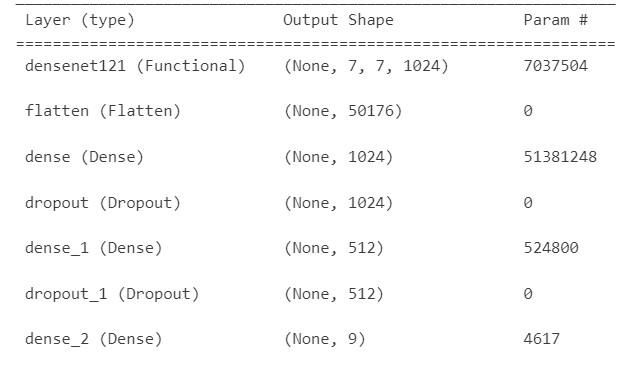 Layer (type) Output Shape Param #
=================================================================
densenet121 (Functional) (None, 7, 7, 1024) 7037504
flatten (Flatten) (None, 50176) 0
dense (Dense) (None, 1024) 51381248
dropout (Dropout) (None, 1024) 0
dense_1 (Dense) (None, 512) 524800
dropout_1 (Dropout) (None, 512) 0
dense_2 (Dense) (None, 9) 4617